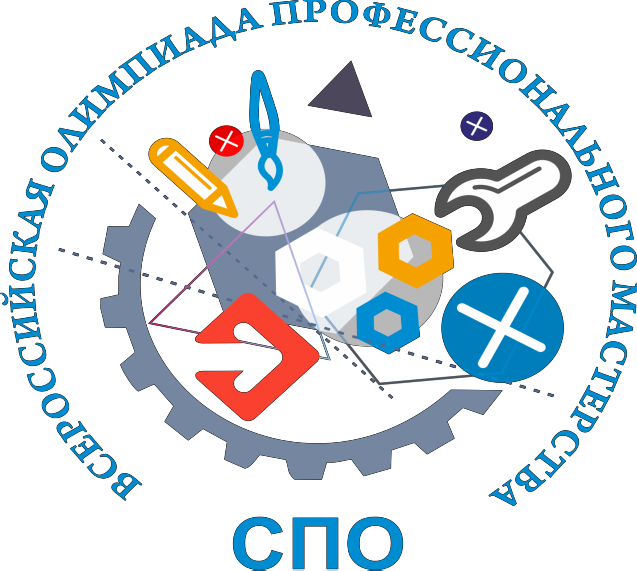 ВСЕРОССИЙСКАЯ ОЛИМПИАДА ПРОФЕССИОНАЛЬНОГО МАСТЕРСТВА
СПО